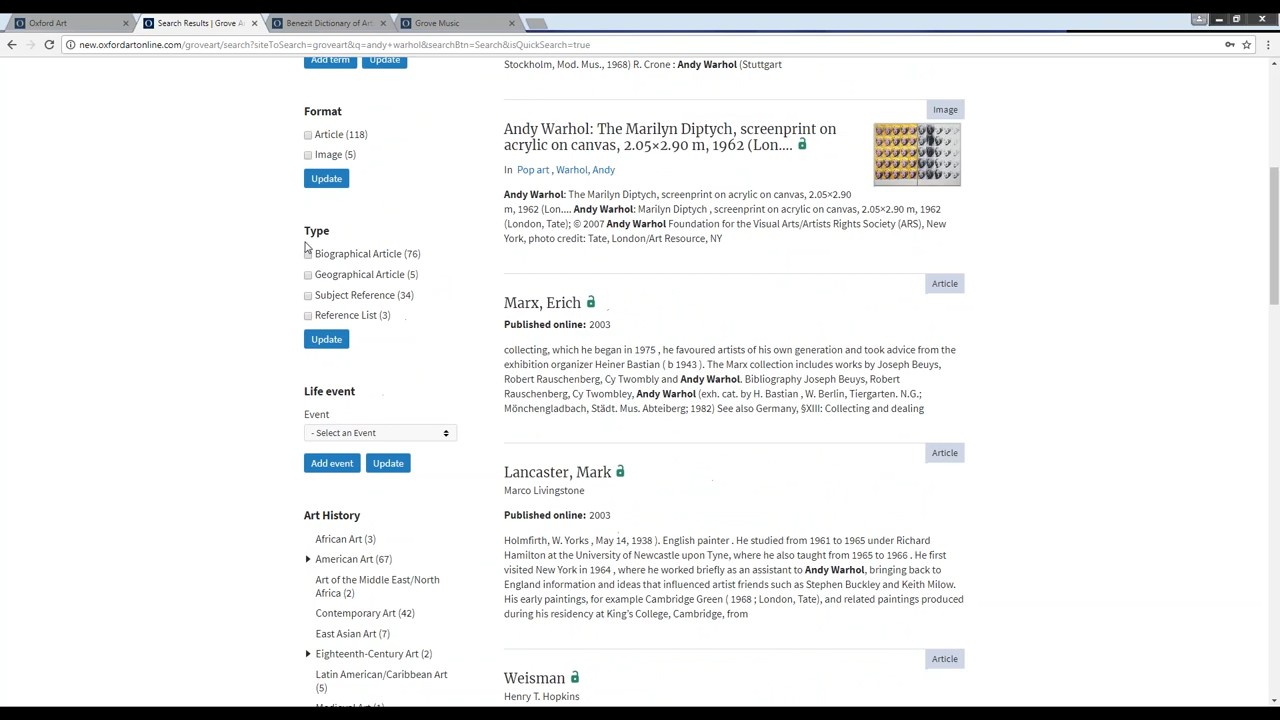 Oxford Art
Search Results | Grove A
Benezit Dictionary of Art
Grove Music
new.oxfordartonline.com/groveart/search?siteToSearch=groveart&q=andy+warhol&searchBtn=Search&isQuickSearch=true
Add term
Update
Format
Article (118)
Image (5)
Update
Type
Biographical Article (76)
Geographical Article (5)
Subject Reference (34)
Reference List (3)
Update
Life event
Event
- Select an Event
Add event
Update
Art History
African Art (3)
American Art (67)
Art of the Middle East/North
Africa (2)
Contemporary Art (42)
East Asian Art (7)
Eighteenth-Century Art (2)
Latin American/Caribbean Art
(5)
Medieval Art (1)
Stockholm, Mod. Mus., 1968) R. Crone : Andy Warhol (Stuttgart
Image
Andy Warhol: The Marilyn Diptych, screenprint on
acrylic on canvas, 2.05×2.90 m, 1962 (Lon....
In Pop art , Warhol, Andy
Andy Warhol: The Marilyn Diptych, screenprint on acrylic on canvas, 2.05×2.90
m, 1962 (Lon.... Andy Warhol: Marilyn Diptych , screenprint on acrylic on canvas, 2.05×2.90 m, 1962
(London, Tate); © 2007 Andy Warhol Foundation for the Visual Arts/Artists Rights Society (ARS), New
York, photo credit: Tate, London/Art Resource, NY
Article
Marx, Erich
Published online: 2003
collecting, which he began in 1975 , he favoured artists of his own generation and took advice from the
exhibition organizer Heiner Bastian ( b 1943 ). The Marx collection includes works by Joseph Beuys,
Robert Rauschenberg, Cy Twombly and Andy Warhol. Bibliography Joseph Beuys, Robert
Rauschenberg, Cy Twombley, Andy Warhol (exh. cat. by H. Bastian , W. Berlin, Tiergarten. N.G.;
Mönchengladbach, Städt. Mus. Abteiberg; 1982) See also Germany, §XIII: Collecting and dealing
Article
Lancaster, Mark
Marco Livingstone
Published online: 2003
Holmfirth, W. Yorks , May 14, 1938 ). English painter . He studied from 1961 to 1965 under Richard
Hamilton at the University of Newcastle upon Tyne, where he also taught from 1965 to 1966 . He first
visited New York in 1964 , where he worked briefly as an assistant to Andy Warhol, bringing back to
England information and ideas that influenced artist friends such as Stephen Buckley and Keith Milow.
His early paintings, for example Cambridge Green ( 1968 ; London, Tate), and related paintings produced
during his residency at King's College, Cambridge, from
Article
Weisman
Henry T. Hopkins